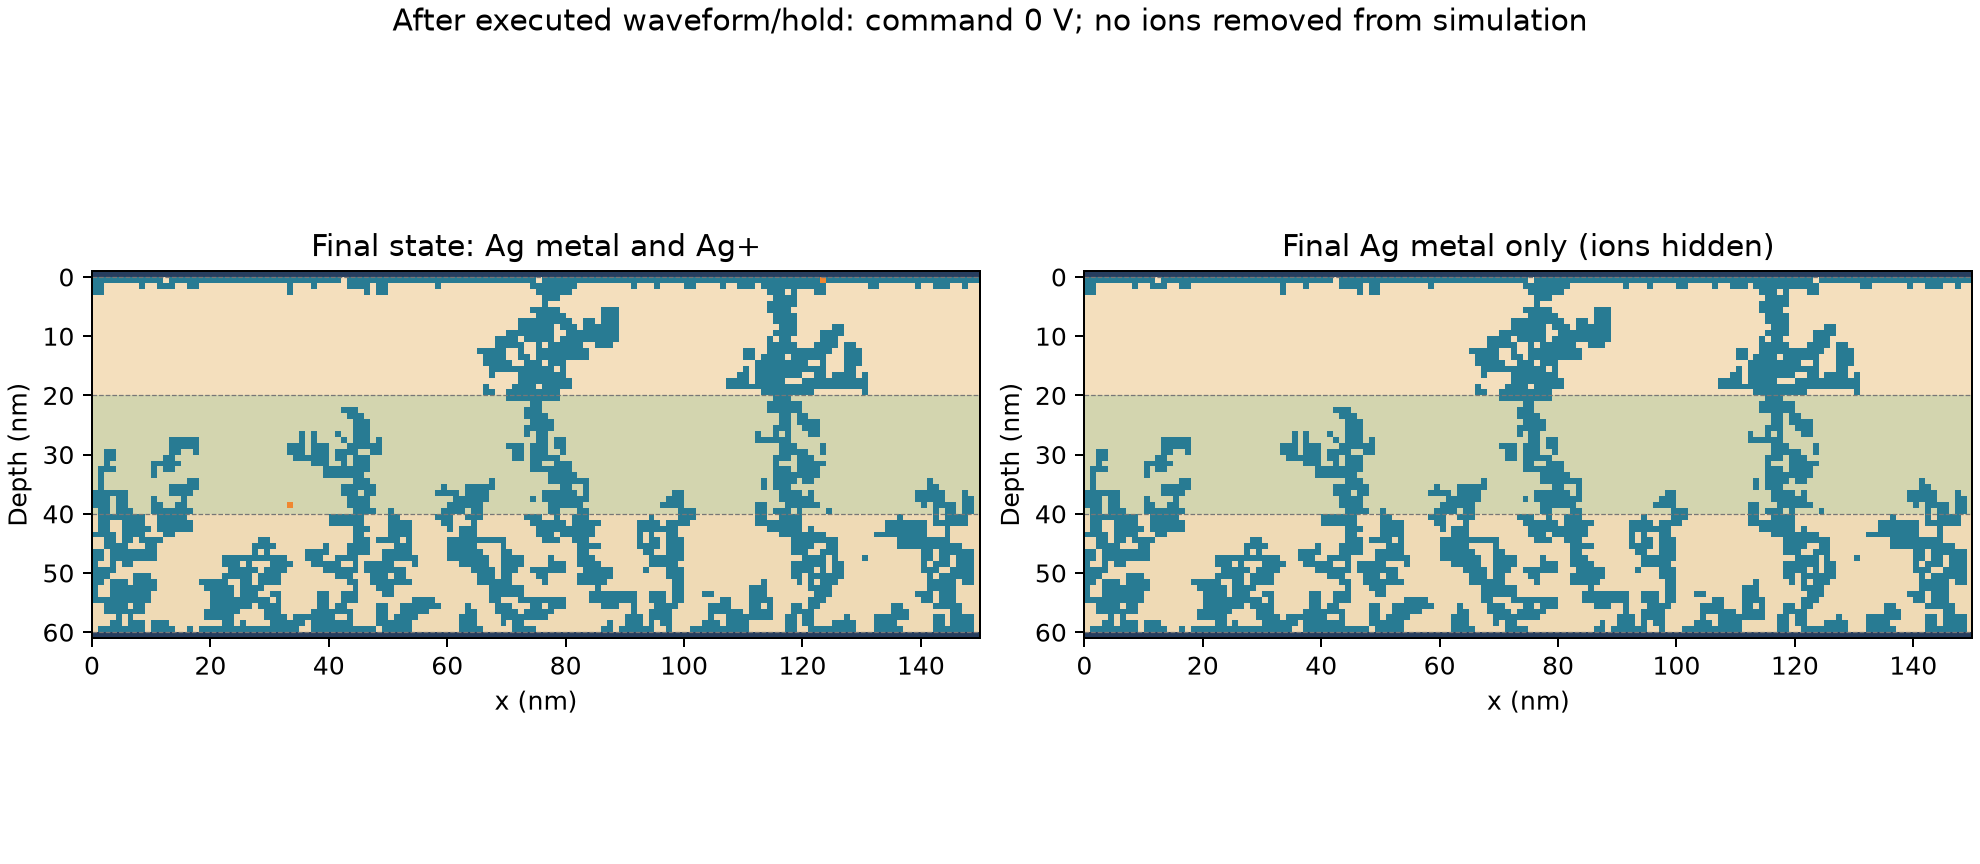 After executed waveform/hold: command 0 V; no ions removed from simulation
Final state: Ag metal and Ag+
Depth (nm)
0
10
20
30
40
50
60
0 20 40 60 80 100 120 140
x (nm)
Final Ag metal only (ions hidden)
Depth (nm)
0
10
20
30
40
50
60
0 20 40 60 80 100 120 140
x (nm)